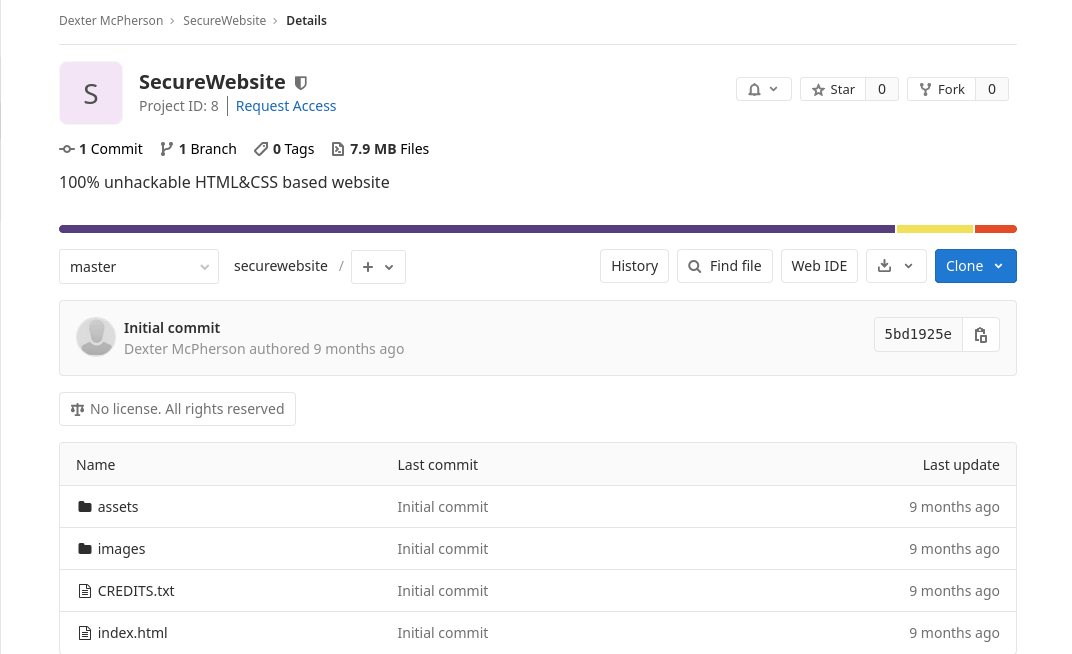 Dexter McPherson › SecureWebsite › Details
S
SecureWebsite
Project ID: 8 | Request Access
Star 0 Fork 0
1 Commit 1 Branch 0 Tags 7.9 MB Files
100% unhackable HTML&CSS based website
master securewebsite / + History Find file Web IDE Clone
Initial commit
Dexter McPherson authored 9 months ago
5bd1925e
No license. All rights reserved
Name Last commit Last update
assets Initial commit 9 months ago
images Initial commit 9 months ago
CREDITS.txt Initial commit 9 months ago
index.html Initial commit 9 months ago